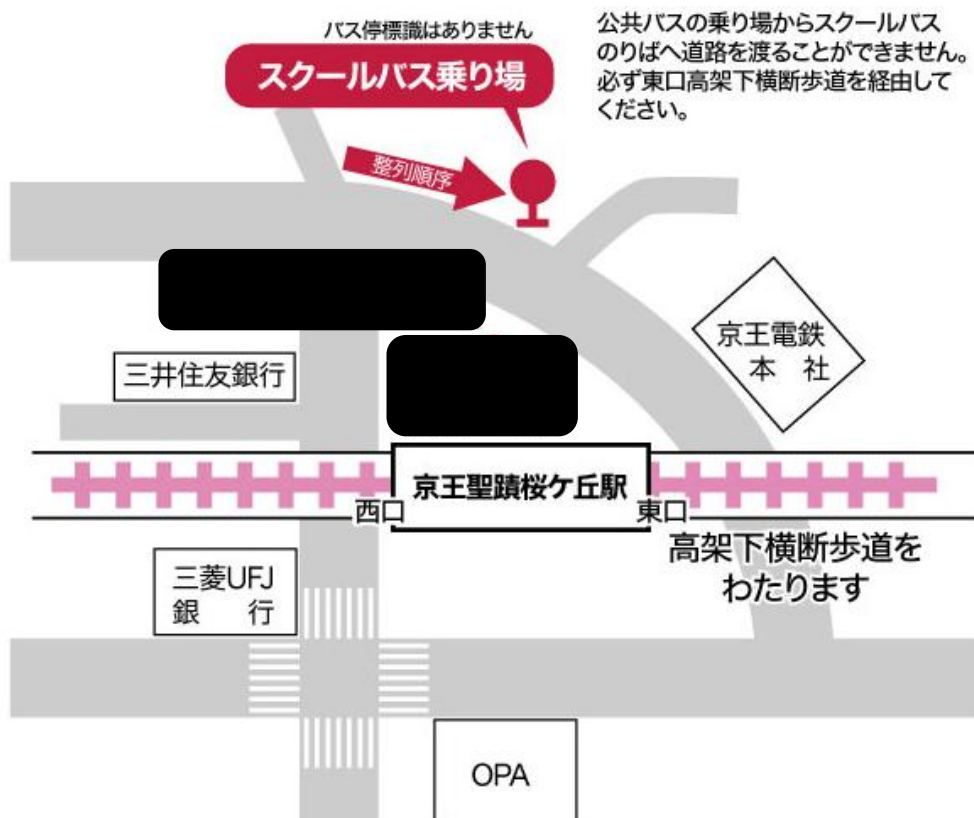 バス停標識はありません
スクールバス乗り場
公共バスの乗り場からスクールバス
のりばへ道路を渡ることができません。
必ず東口高架下横断歩道を経由して
ください。
整列順序
京王電鉄
本　社
三井住友銀行
京王聖蹟桜ケ丘駅
西口
東口
高架下横断歩道を
わたります
三菱UFJ
銀　行
OPA